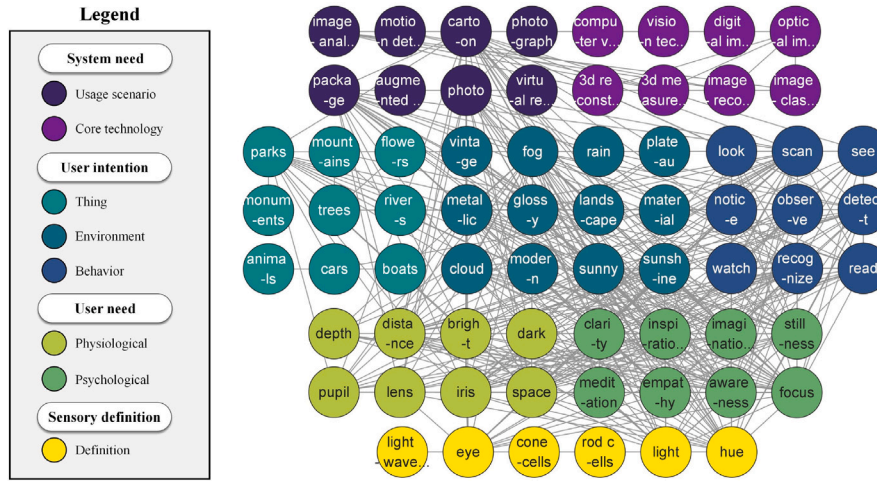 Legend
System need
Usage scenario
Core technology
User intention
Thing
Environment
Behavior
User need
Physiological
Psychological
Sensory definition
Definition
image
- anal...
motio
-n det...
carto
-on
photo
-graph
compu
-ter v...
visio
-n tec...
digit
-al im...
optic
-al im...
packa
-ge
augme
-nted ...
photo
virtu
-al re...
3d re
-const...
3d me
-asure...
image
- reco...
image
- clas...
parks
mount
-ains
flowe
-rs
vinta
-ge
fog
rain
plate
-au
look
scan
see
monum
-ents
trees
river
-s
metal
-lic
gloss
-y
lands
-cape
mater
-ial
notic
-e
obser
-ve
detec
-t
anima
-ls
cars
boats
cloud
moder
-n
sunny
sunsh
-ine
watch
recog
-nize
read
depth
dista
-nce
brigh
-t
dark
clari
-ty
inspi
-ratio...
imagi
-natio...
still
-ness
pupil
lens
iris
space
medit
-ation
empat
-hy
aware
-ness
focus
light
- wave...
eye
cone
-cells
rod c
-ells
light
hue